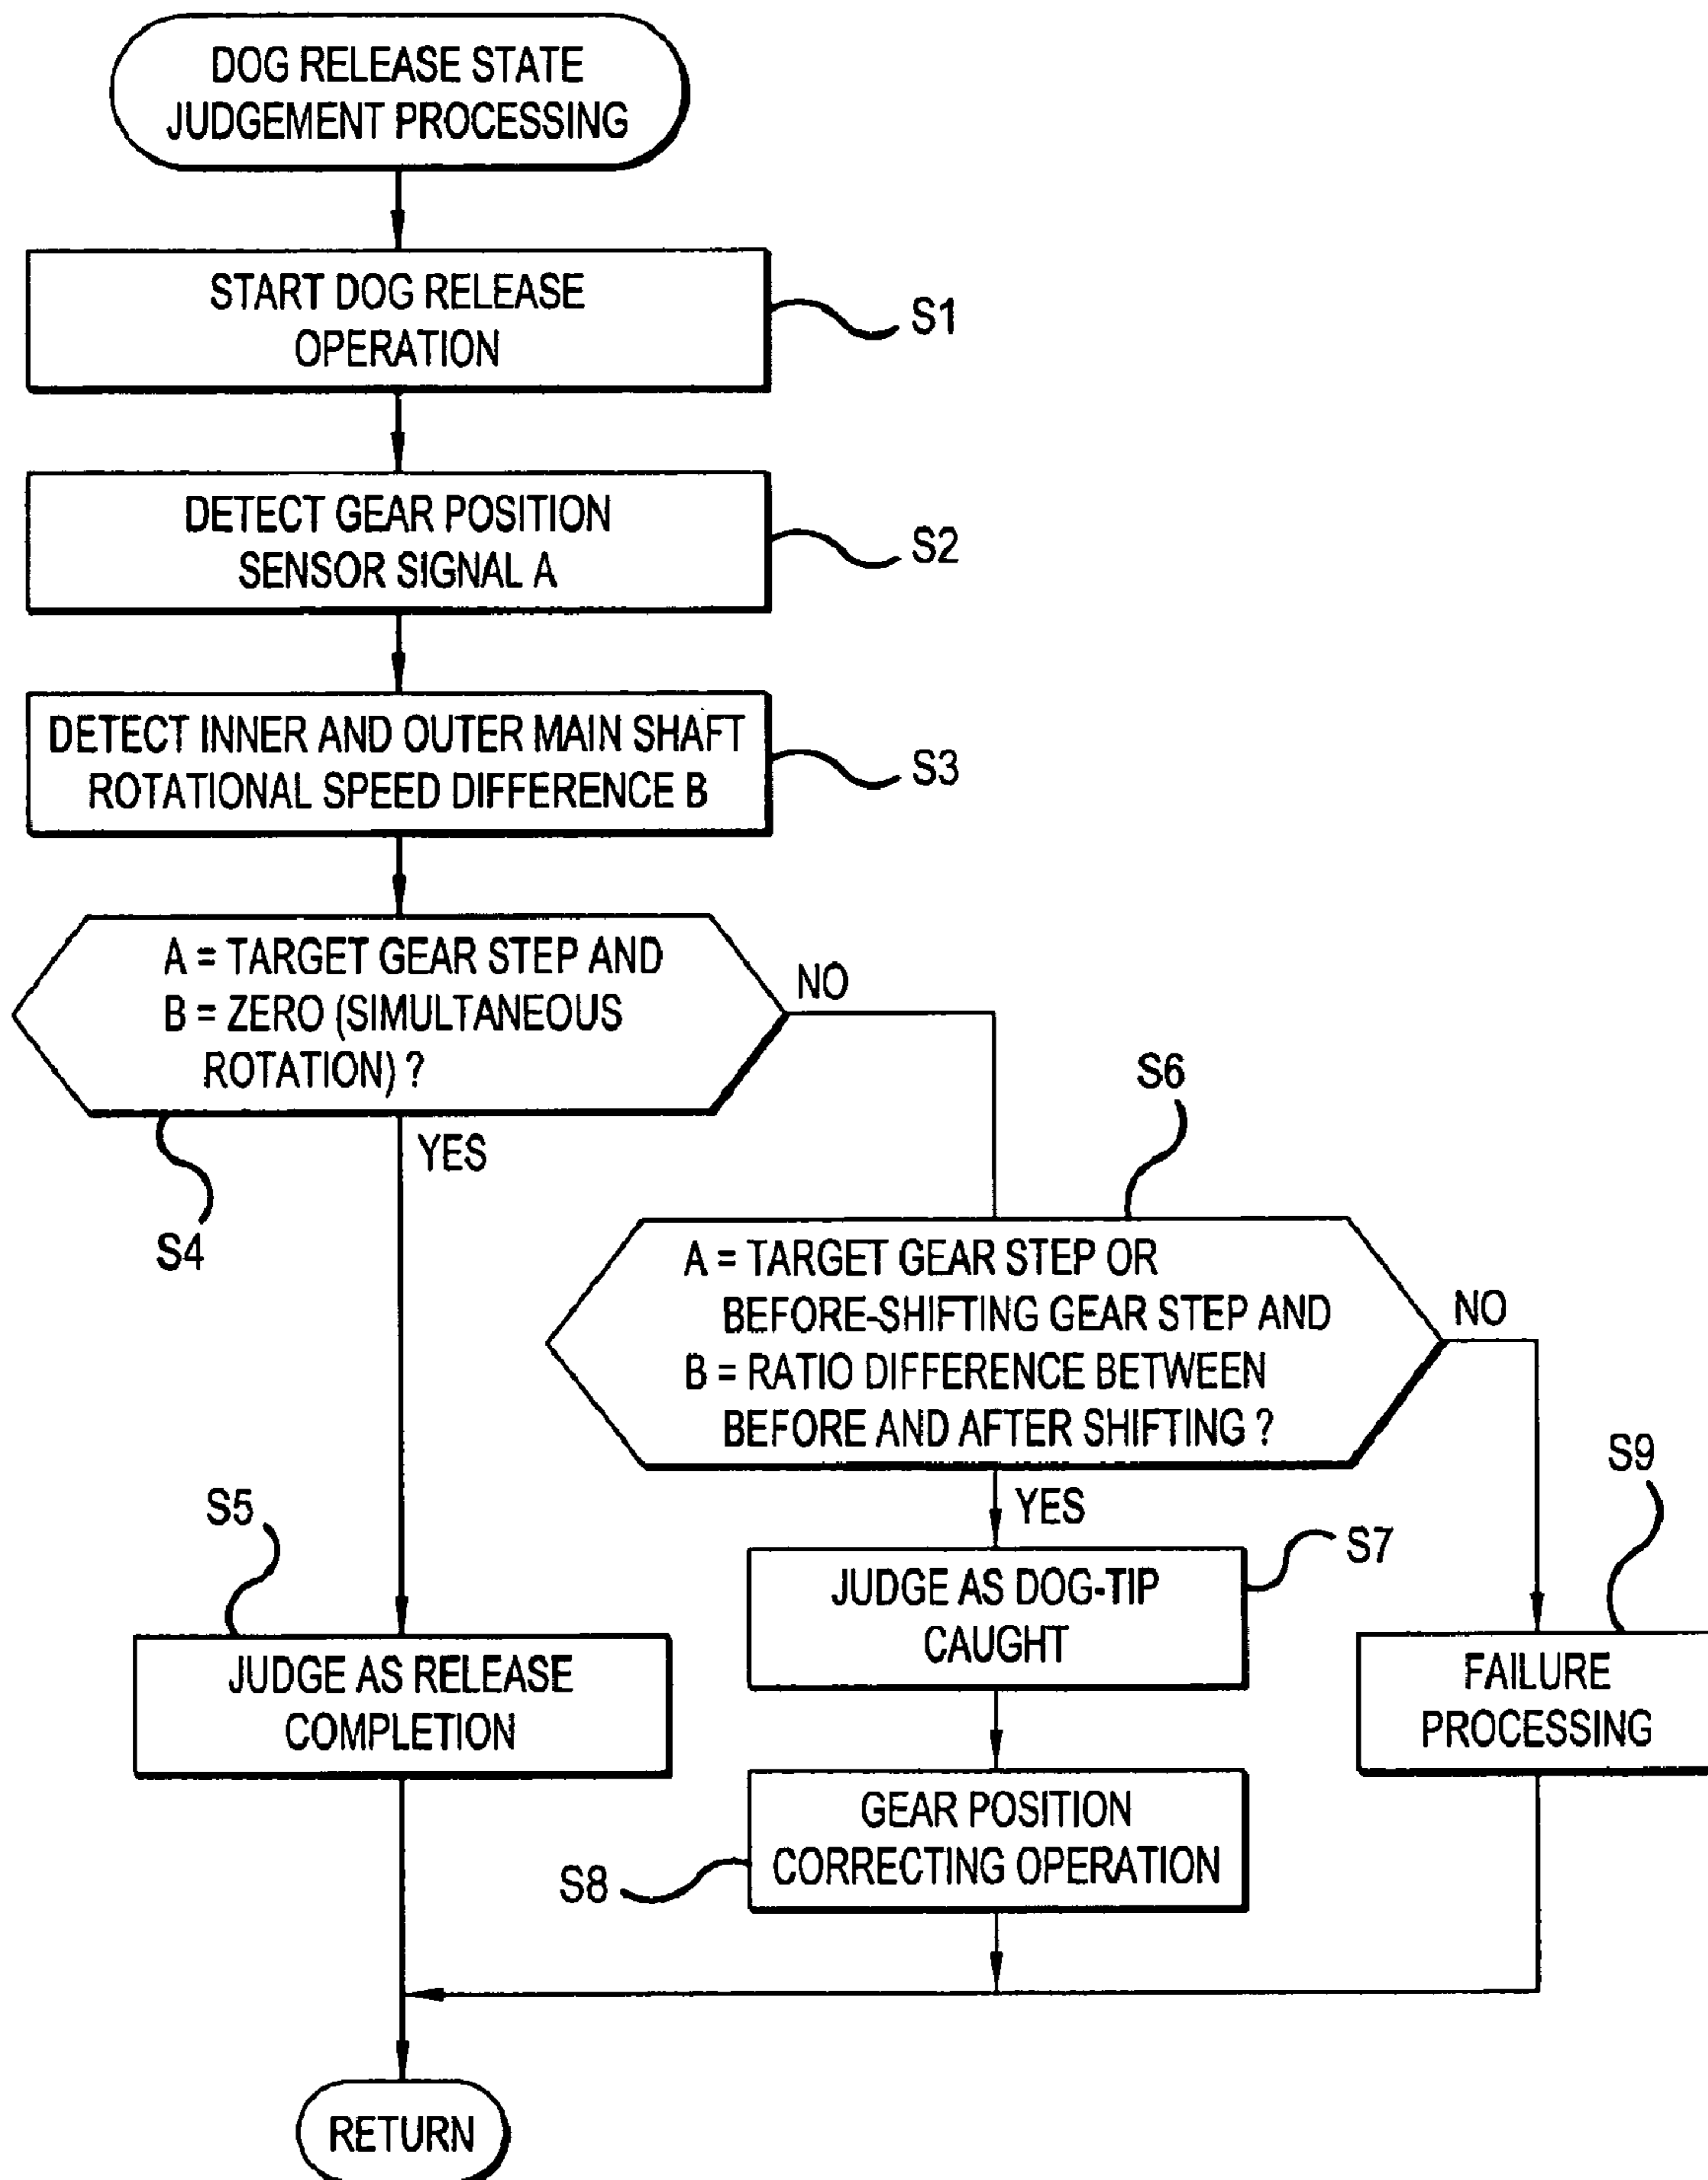 DOG RELEASE STATE
JUDGEMENT PROCESSING
START DOG RELEASE
OPERATION
S1
DETECT GEAR POSITION
SENSOR SIGNAL A
S2
DETECT INNER AND OUTER MAIN SHAFT
ROTATIONAL SPEED DIFFERENCE B
S3
A = TARGET GEAR STEP AND
B = ZERO (SIMULTANEOUS
ROTATION) ?
NO
YES
S4
S6
A = TARGET GEAR STEP OR
BEFORE-SHIFTING GEAR STEP AND
B = RATIO DIFFERENCE BETWEEN
BEFORE AND AFTER SHIFTING ?
NO
YES
S5
JUDGE AS RELEASE
COMPLETION
S7
JUDGE AS DOG-TIP
CAUGHT
S9
FAILURE
PROCESSING
GEAR POSITION
CORRECTING OPERATION
S8
RETURN